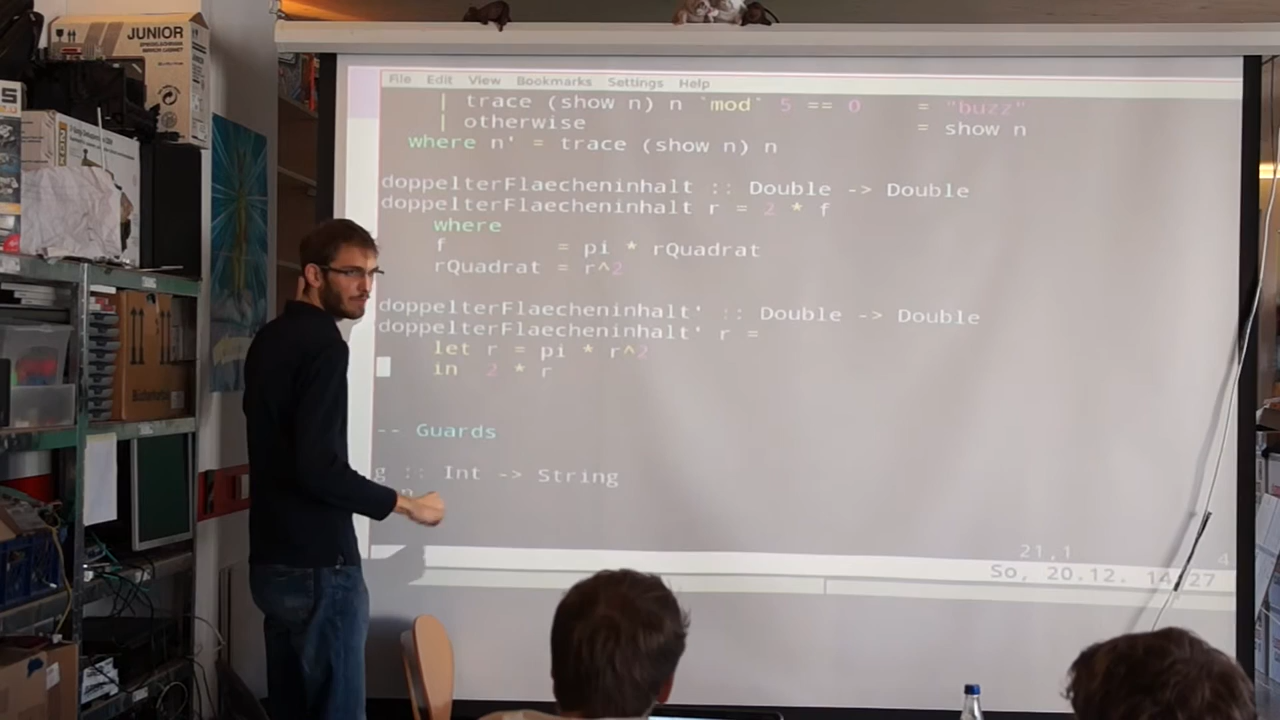 JUNIOR
File Edit View Bookmarks Settings Help
| trace (show n) n `mod` 5 == 0 = "buzz"
| otherwise = show n
where n' = trace (show n) n
doppelterFlaecheninhalt :: Double -> Double
doppelterFlaecheninhalt r = 2 * f
where
f = pi * rQuadrat
rQuadrat = r^2
doppelterFlaecheninhalt' :: Double -> Double
doppelterFlaecheninhalt' r =
let r = pi * r^2
in 2 * r
-- Guards
g :: Int -> String
n
21,1
So, 20.12. 14:27